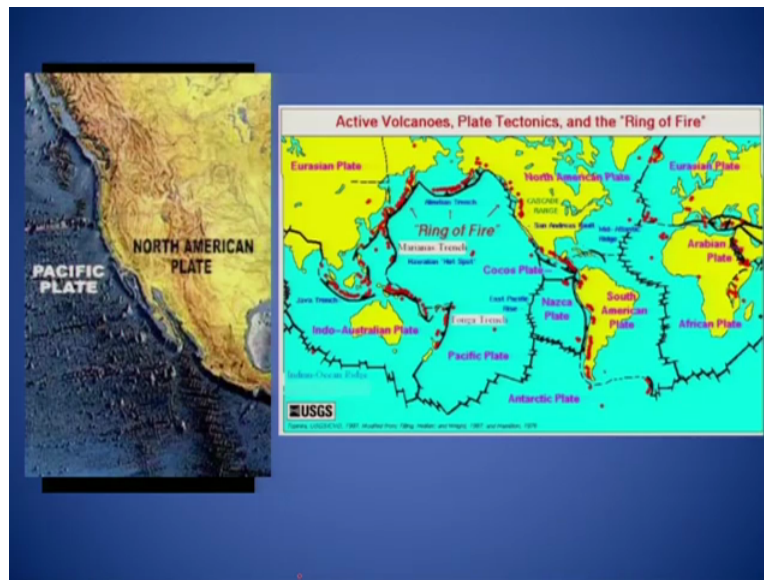 PACIFIC
PLATE
NORTH AMERICAN
PLATE
Active Volcanoes, Plate Tectonics, and the "Ring of Fire"
Eurasian Plate
North American Plate
Eurasian Plate
Aleutian Trench
CASCADE
RANGE
"Ring of Fire"
San Andreas Fault
Mid-Atlantic
Ridge
Arabian
Plate
Marianas Trench
Hawaiian "Hot Spot"
Cocos Plate
Java Trench
East Pacific
Rise
Nazca
Plate
South
American
Plate
Indo-Australian Plate
Tonga Trench
African Plate
Pacific Plate
Indian-Ocean Ridge
Antarctic Plate
USGS